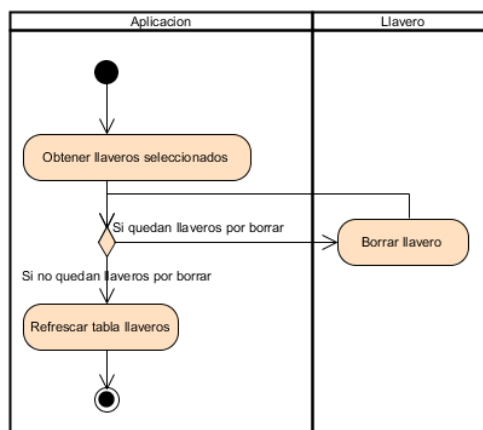 Aplicacion
Llavero
Obtener llaveros seleccionados
Si quedan llaveros por borrar
Borrar llavero
Si no quedan llaveros por borrar
Refrescar tabla llaveros